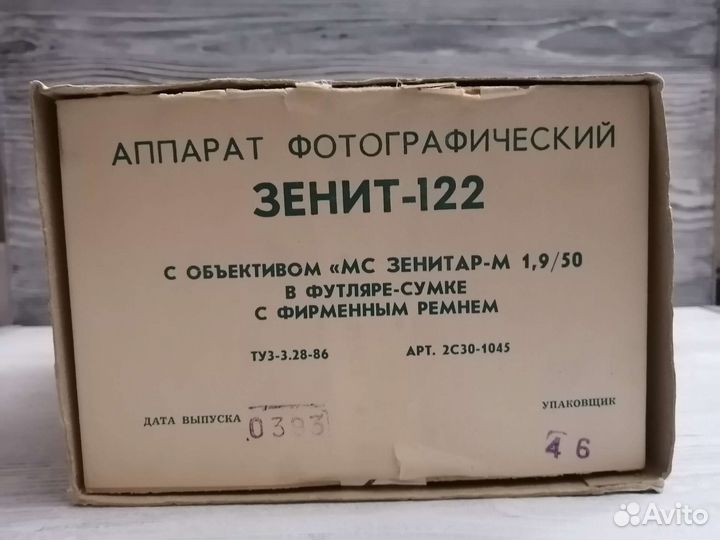 АППАРАТ ФОТОГРАФИЧЕСКИЙ
ЗЕНИТ-122
С ОБЪЕКТИВОМ «МС ЗЕНИТАР-М 1,9/50
В ФУТЛЯРЕ-СУМКЕ
С ФИРМЕННЫМ РЕМНЕМ
ТУ3-3.28-86 АРТ. 2С30-1045
ДАТА ВЫПУСКА 0393
УПАКОВЩИК
46
Avito